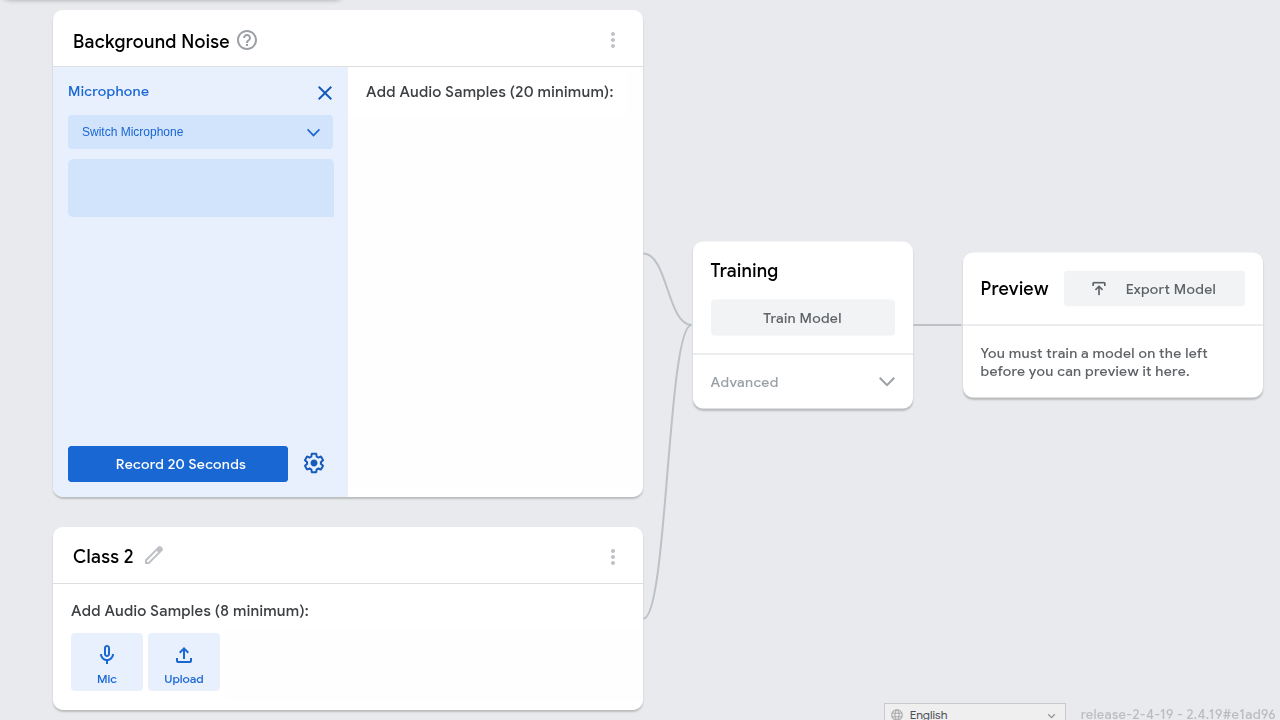 Background Noise
Microphone
Switch Microphone
Add Audio Samples (20 minimum):
Record 20 Seconds
Training
Train Model
Advanced
Preview
Export Model
You must train a model on the left
before you can preview it here.
Class 2
Add Audio Samples (8 minimum):
Mic
Upload
English
release-2-4-19 - 2.4.19#e1ad96